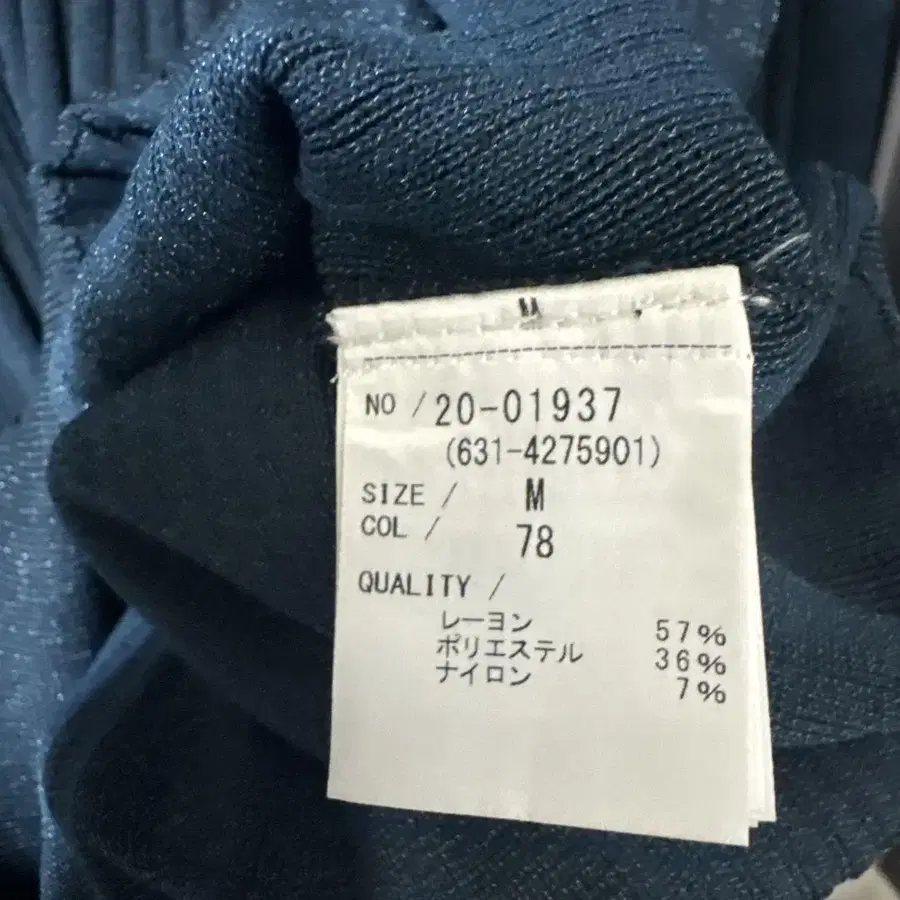 M
NO / 20-01937
(631-4275901)
SIZE / M
COL / 78
QUALITY /
レーヨン 57%
ポリエステル 36%
ナイロン 7%